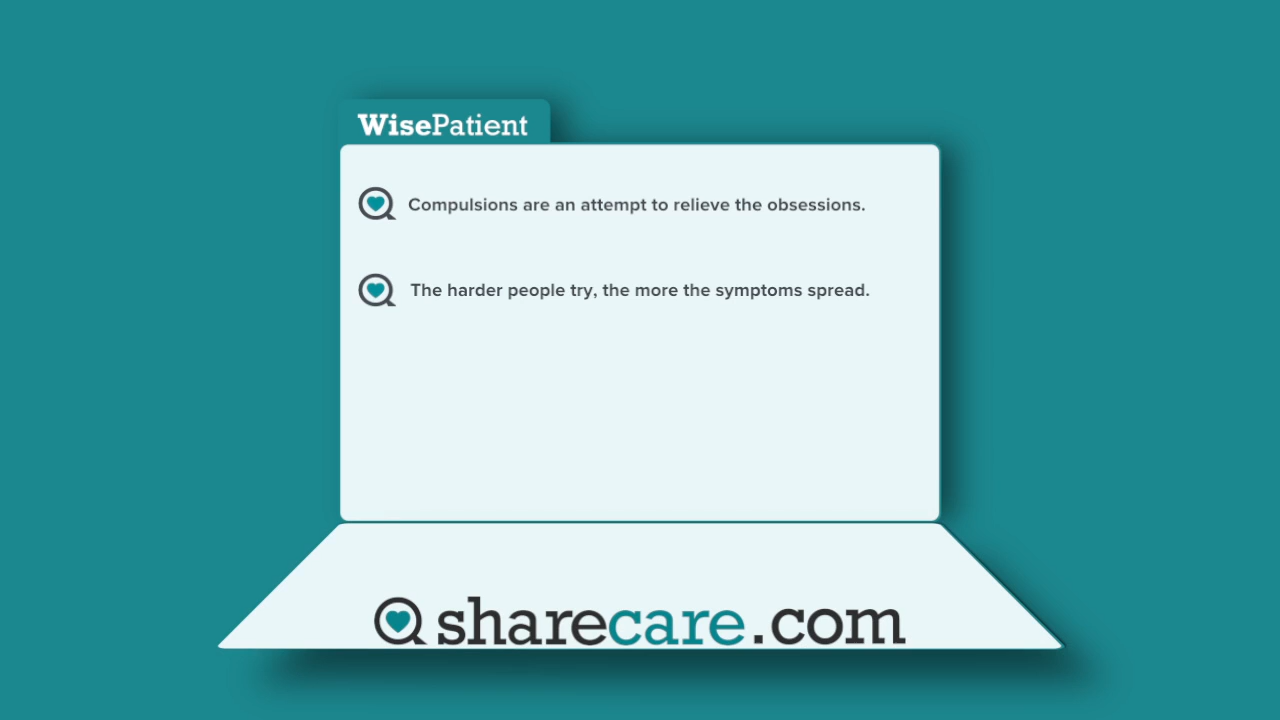 WisePatient
Compulsions are an attempt to relieve the obsessions.
The harder people try, the more the symptoms spread.
sharecare.com